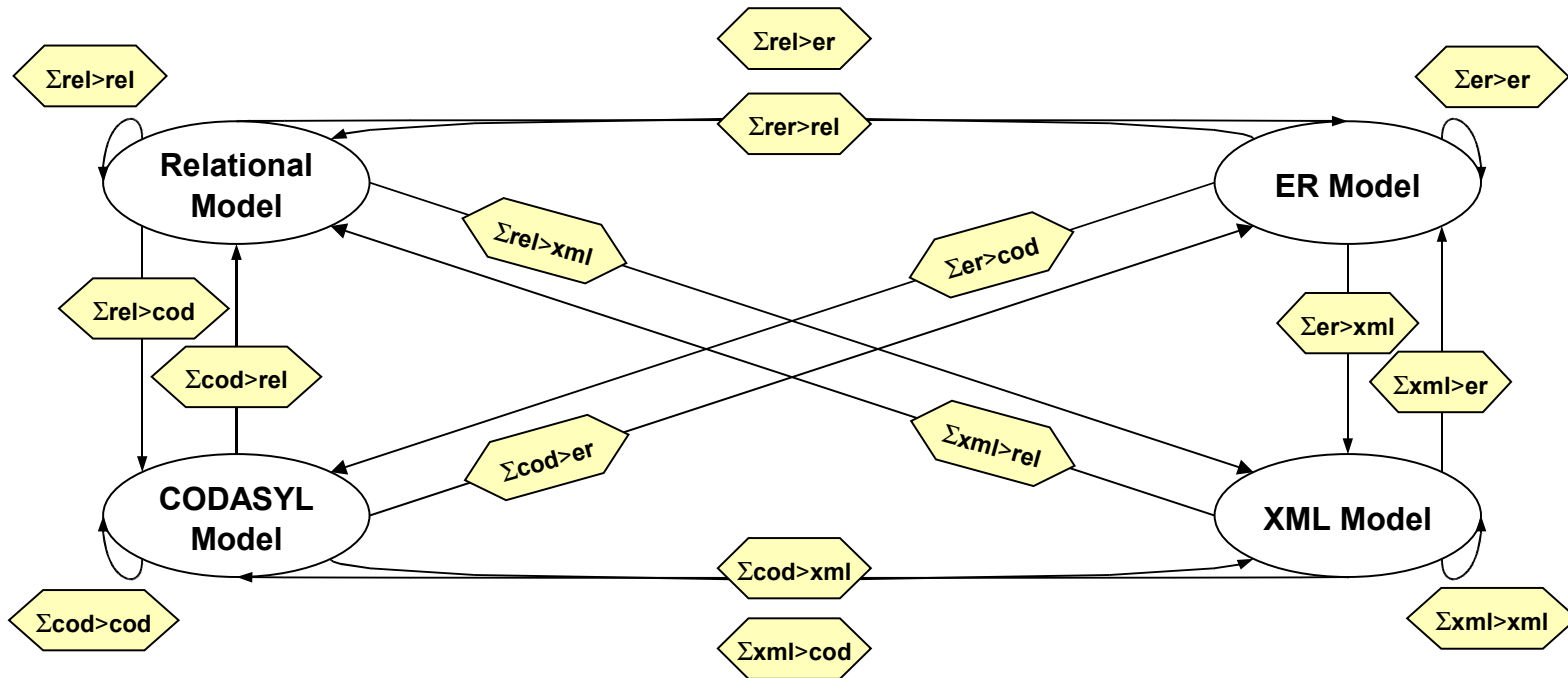 Σrel>er
Σrel>rel
Σer>er
Σrer>rel
Relational
Model
ER Model
Σrel>xml
Σer>cod
Σrel>cod
Σer>xml
Σcod>rel
Σxml>er
Σcod>er
Σxml>rel
CODASYL
Model
XML Model
Σcod>xml
Σcod>cod
Σxml>xml
Σxml>cod